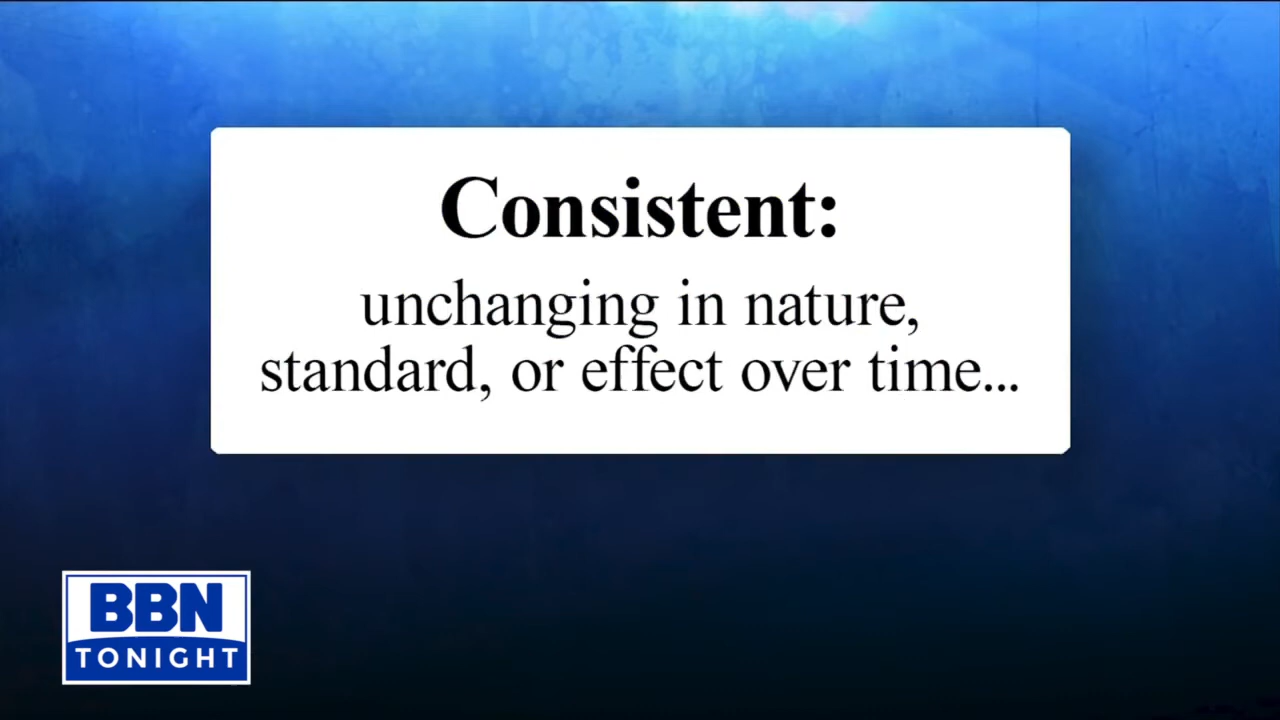 Consistent:
unchanging in nature,
standard, or effect over time...
BBN
TONIGHT